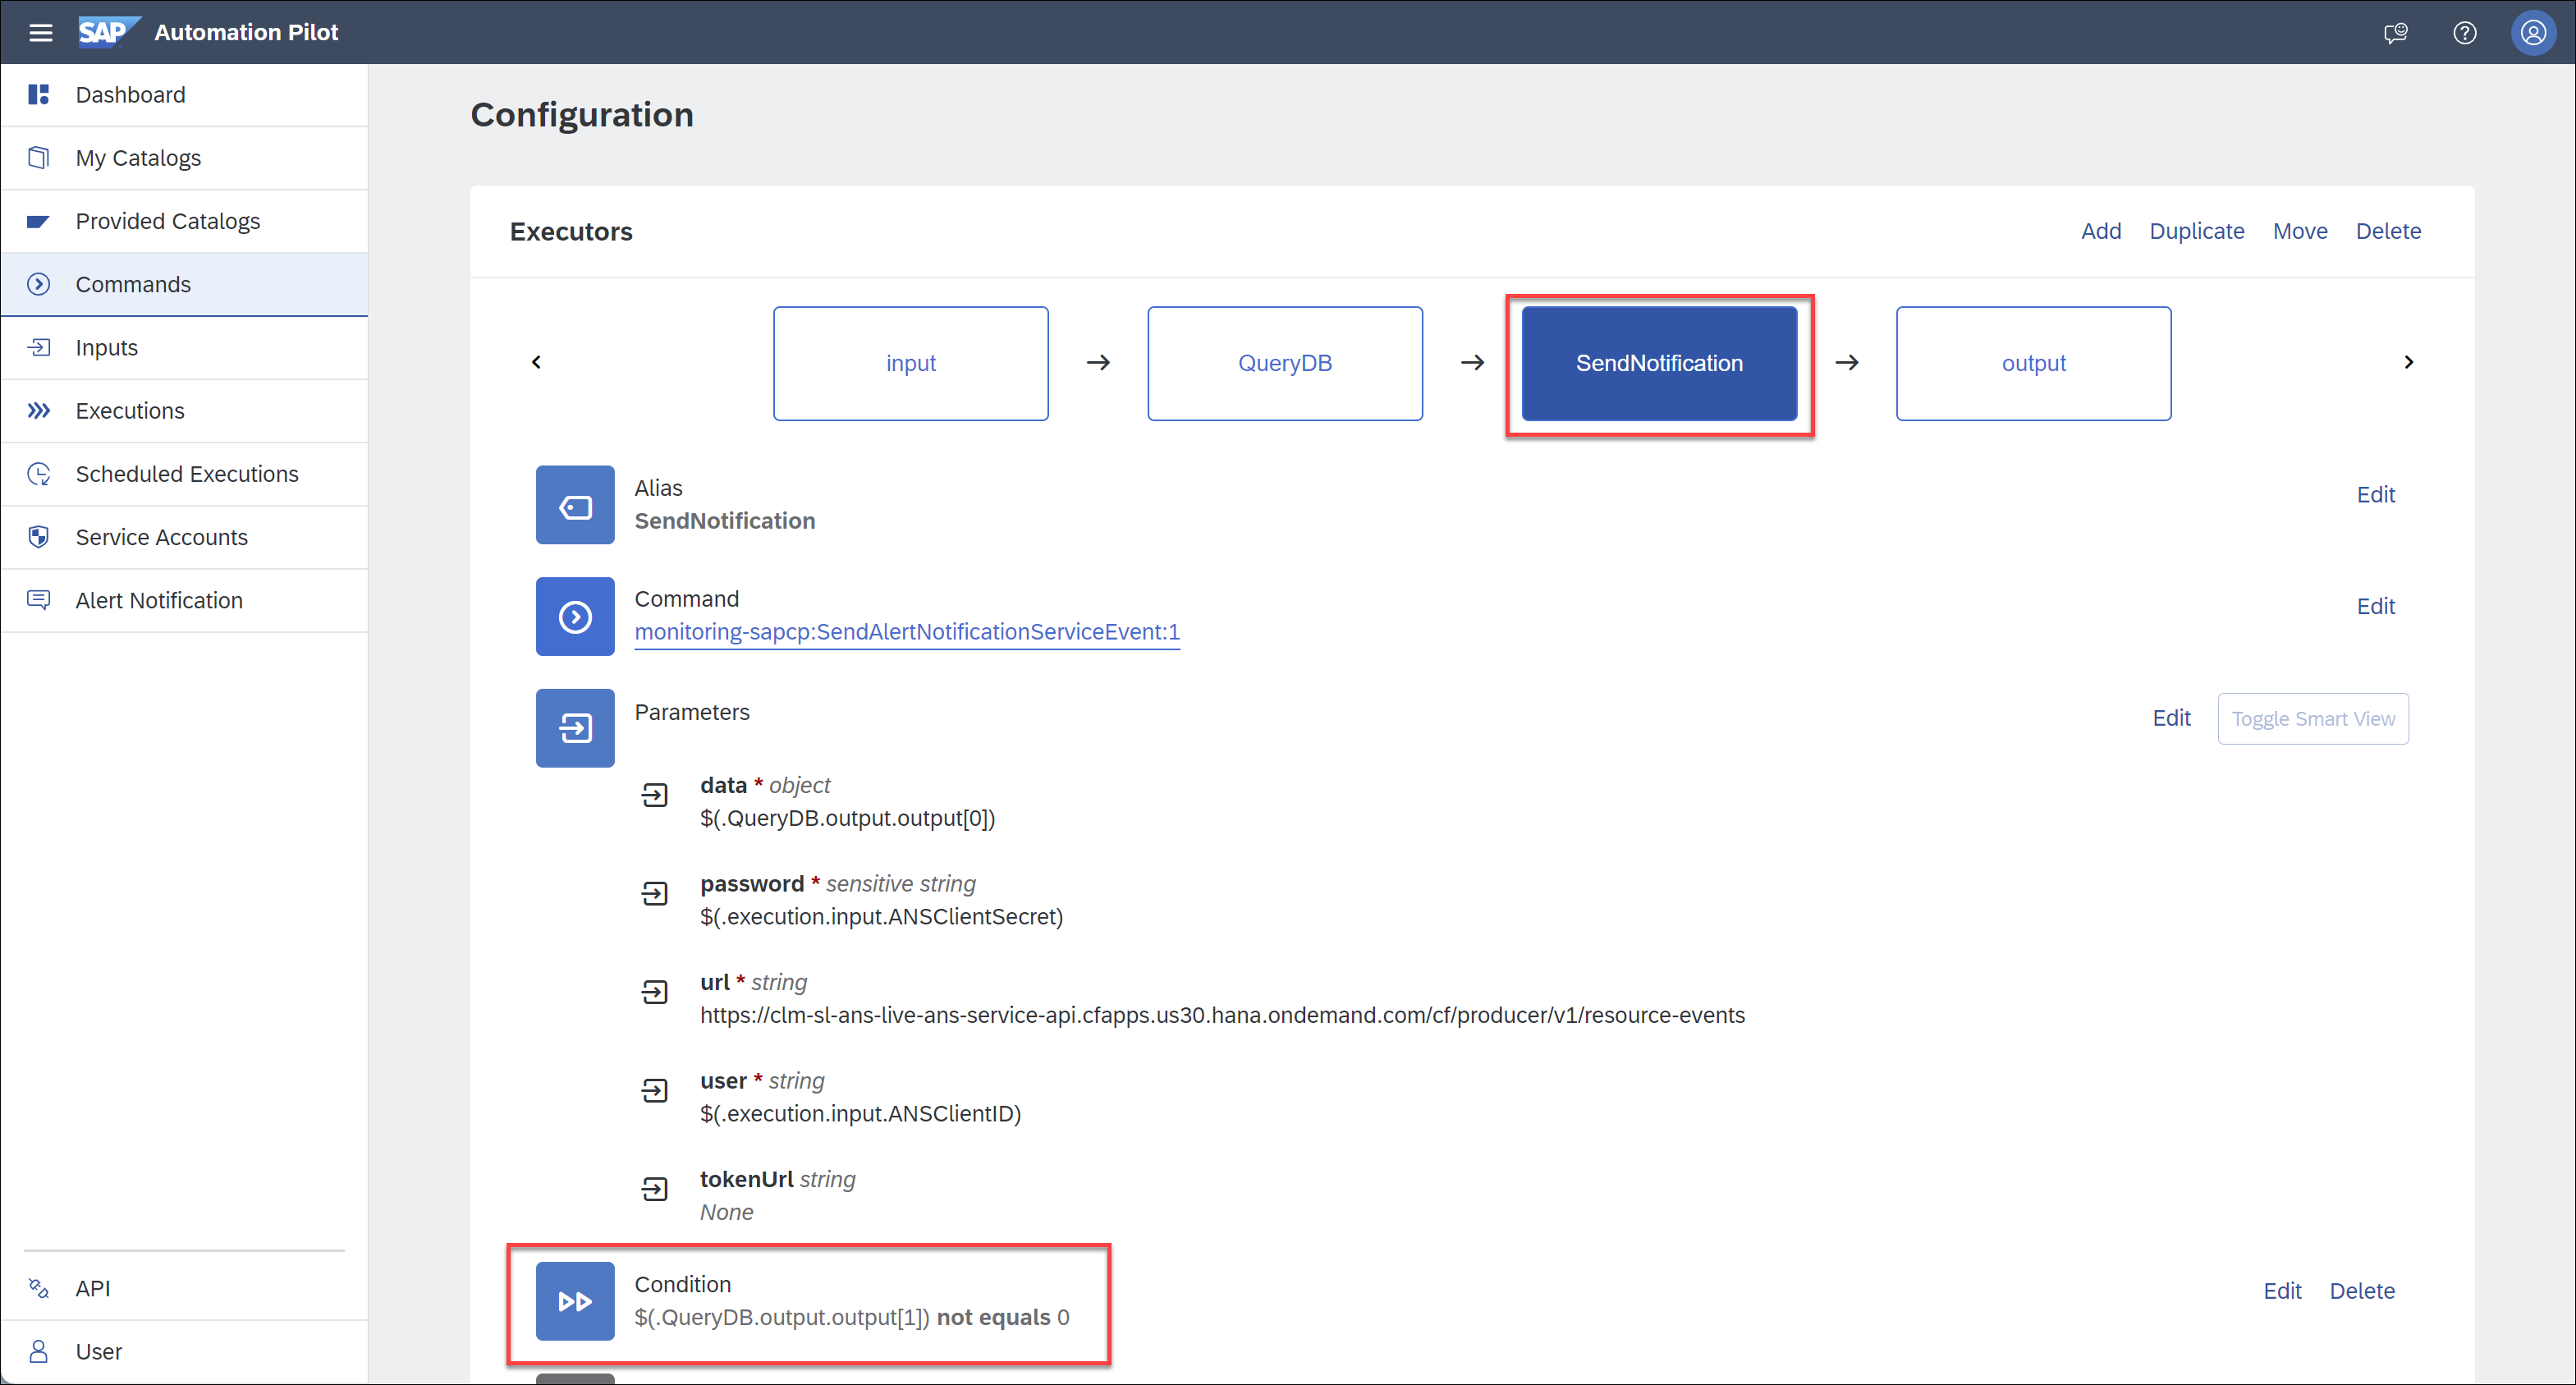 SAP Automation Pilot
Dashboard
My Catalogs
Provided Catalogs
Commands
Inputs
Executions
Scheduled Executions
Service Accounts
Alert Notification
API
User
Configuration
Executors
Add Duplicate Move Delete
input
QueryDB
SendNotification
output
Alias
SendNotification
Edit
Command
monitoring-sapcp:SendAlertNotificationServiceEvent:1
Edit
Parameters
Edit Toggle Smart View
data * object
$(.QueryDB.output.output[0])
password * sensitive string
$(.execution.input.ANSClientSecret)
url * string
https://clm-sl-ans-live-ans-service-api.cfapps.us30.hana.ondemand.com/cf/producer/v1/resource-events
user * string
$(.execution.input.ANSClientID)
tokenUrl string
None
Condition
$(.QueryDB.output.output[1]) not equals 0
Edit Delete